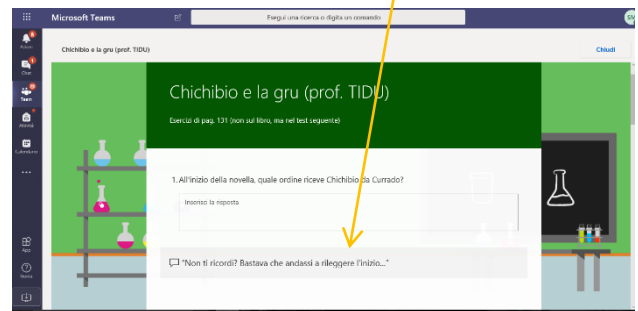 Microsoft Teams
Esegui una ricerca o digita un comando
Chichibio e la gru (prof. TIDU)
Chiudi
Chat
Team
Attività
Calendario
Chichibio e la gru (prof. TIDU)
Esercizi di pag. 131 (non sul libro, ma nel test seguente)
1. All'inizio della novella, quale ordine riceve Chichibio da Currado?
Inserisci la risposta
"Non ti ricordi? Bastava che andassi a rileggere l'inizio..."
App